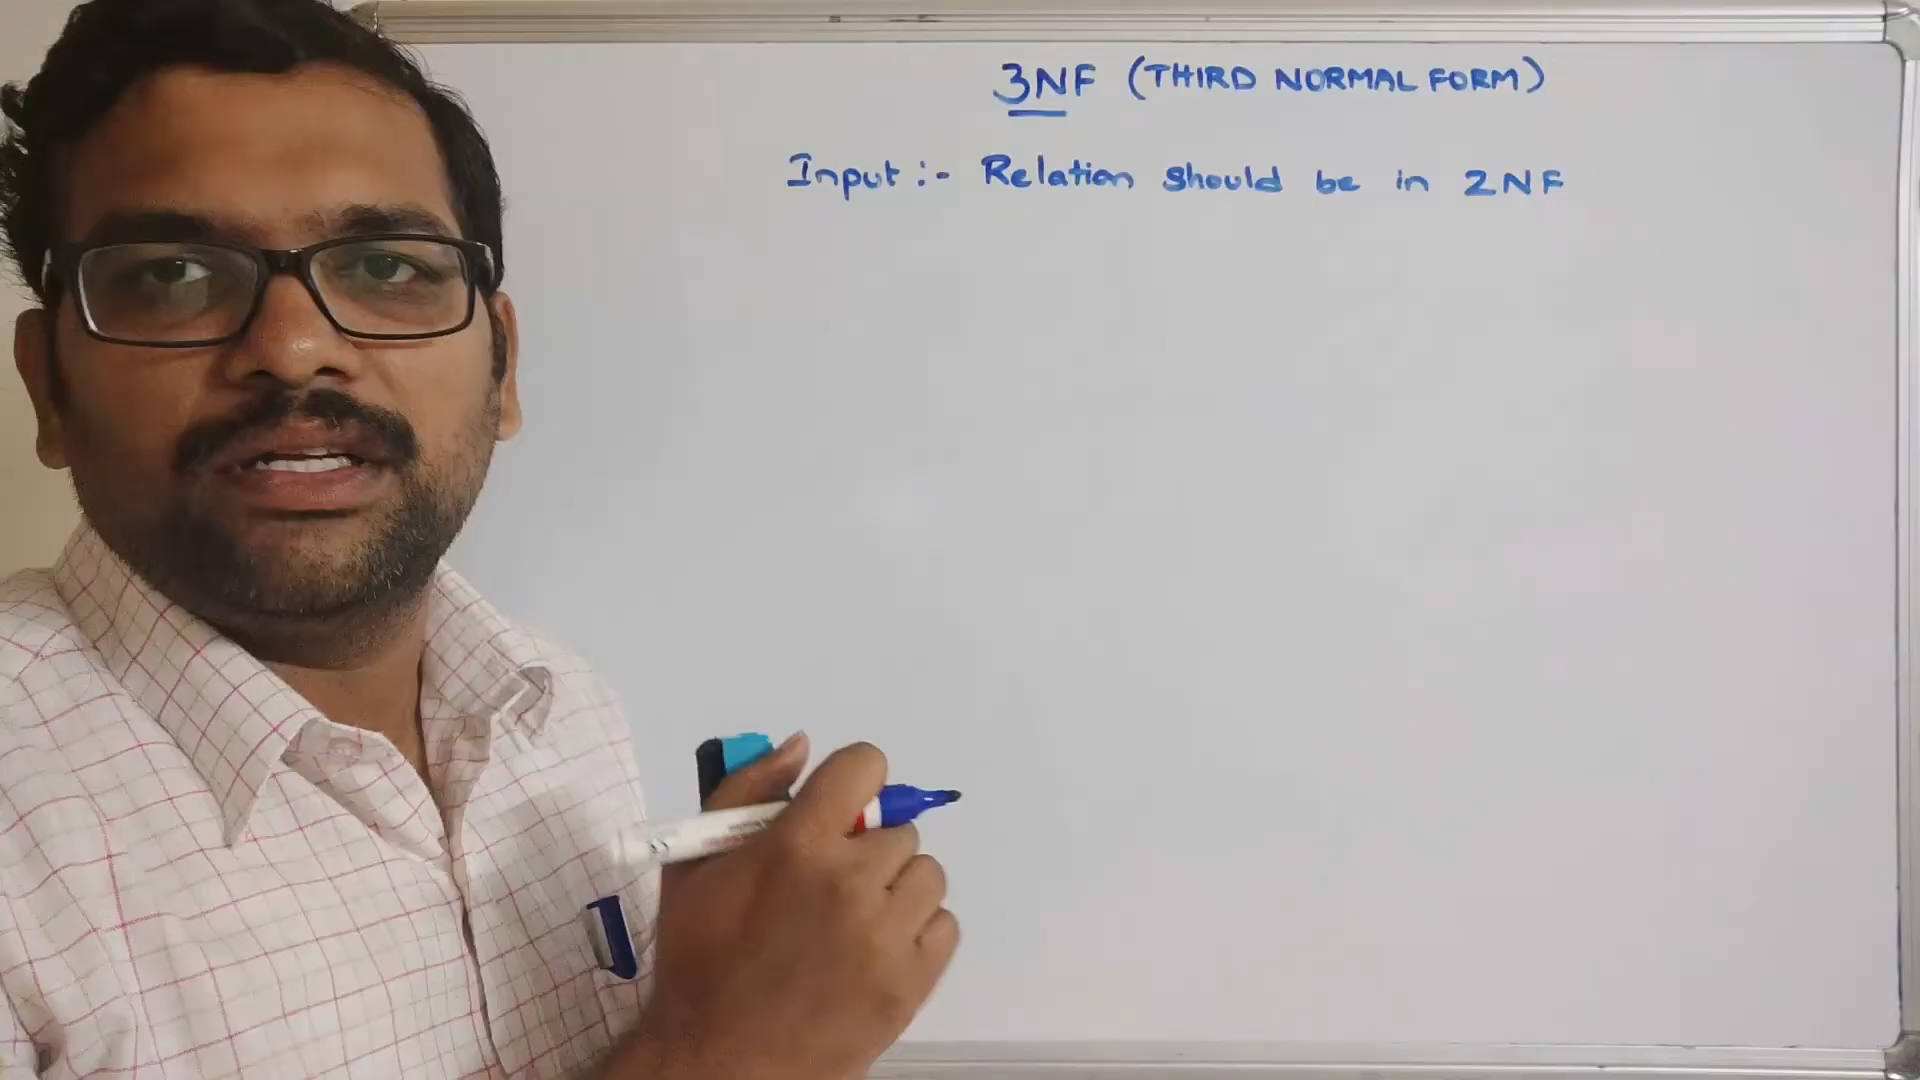 3NF (THIRD NORMAL FORM)
Input :- Relation should be in 2NF